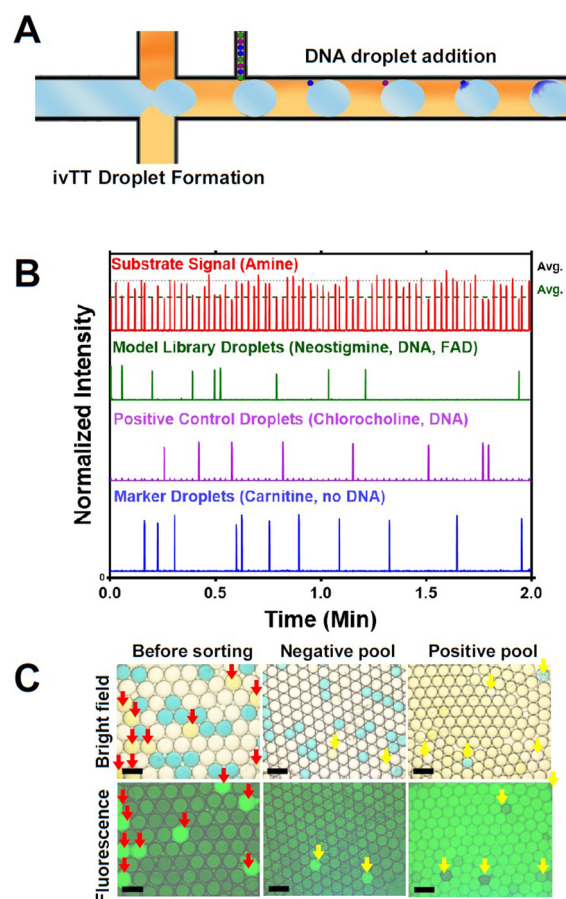 A
DNA droplet addition
ivTT Droplet Formation
B
Substrate Signal (Amine)
Avg.
Avg.
Model Library Droplets (Neostigmine, DNA, FAD)
Positive Control Droplets (Chlorocholine, DNA)
Marker Droplets (Carnitine, no DNA)
Normalized Intensity
0
0.0 0.5 1.0 1.5 2.0
Time (Min)
C
Before sorting Negative pool Positive pool
Bright field
Fluorescence